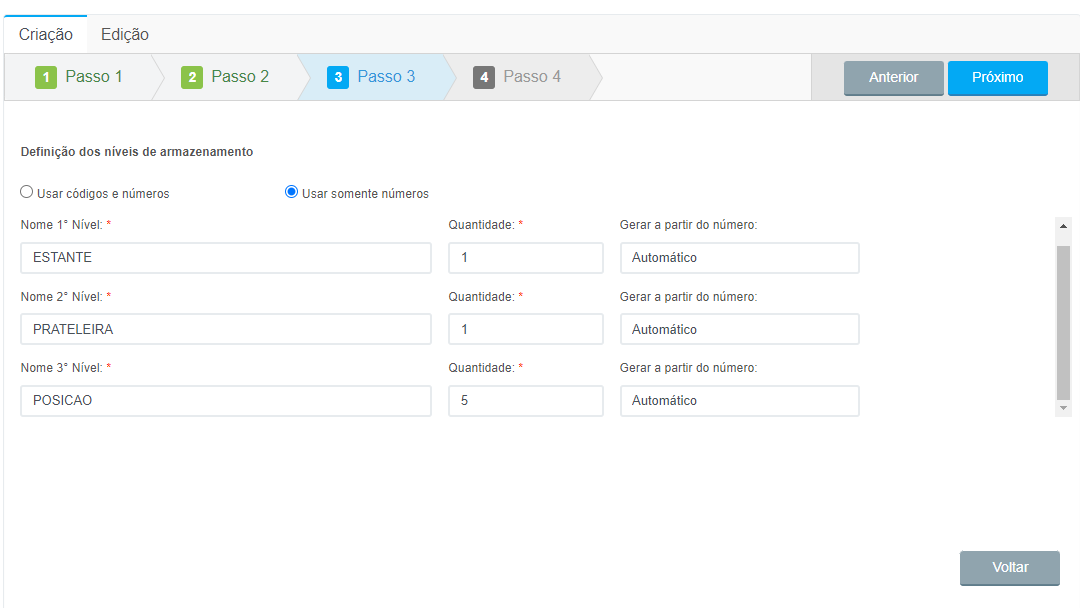 Criação Edição
1 Passo 1 2 Passo 2 3 Passo 3 4 Passo 4 Anterior Próximo
Definição dos níveis de armazenamento
Usar códigos e números Usar somente números
Nome 1° Nível: * Quantidade: * Gerar a partir do número:
ESTANTE 1 Automático
Nome 2° Nível: * Quantidade: * Gerar a partir do número:
PRATELEIRA 1 Automático
Nome 3° Nível: * Quantidade: * Gerar a partir do número:
POSICAO 5 Automático
Voltar